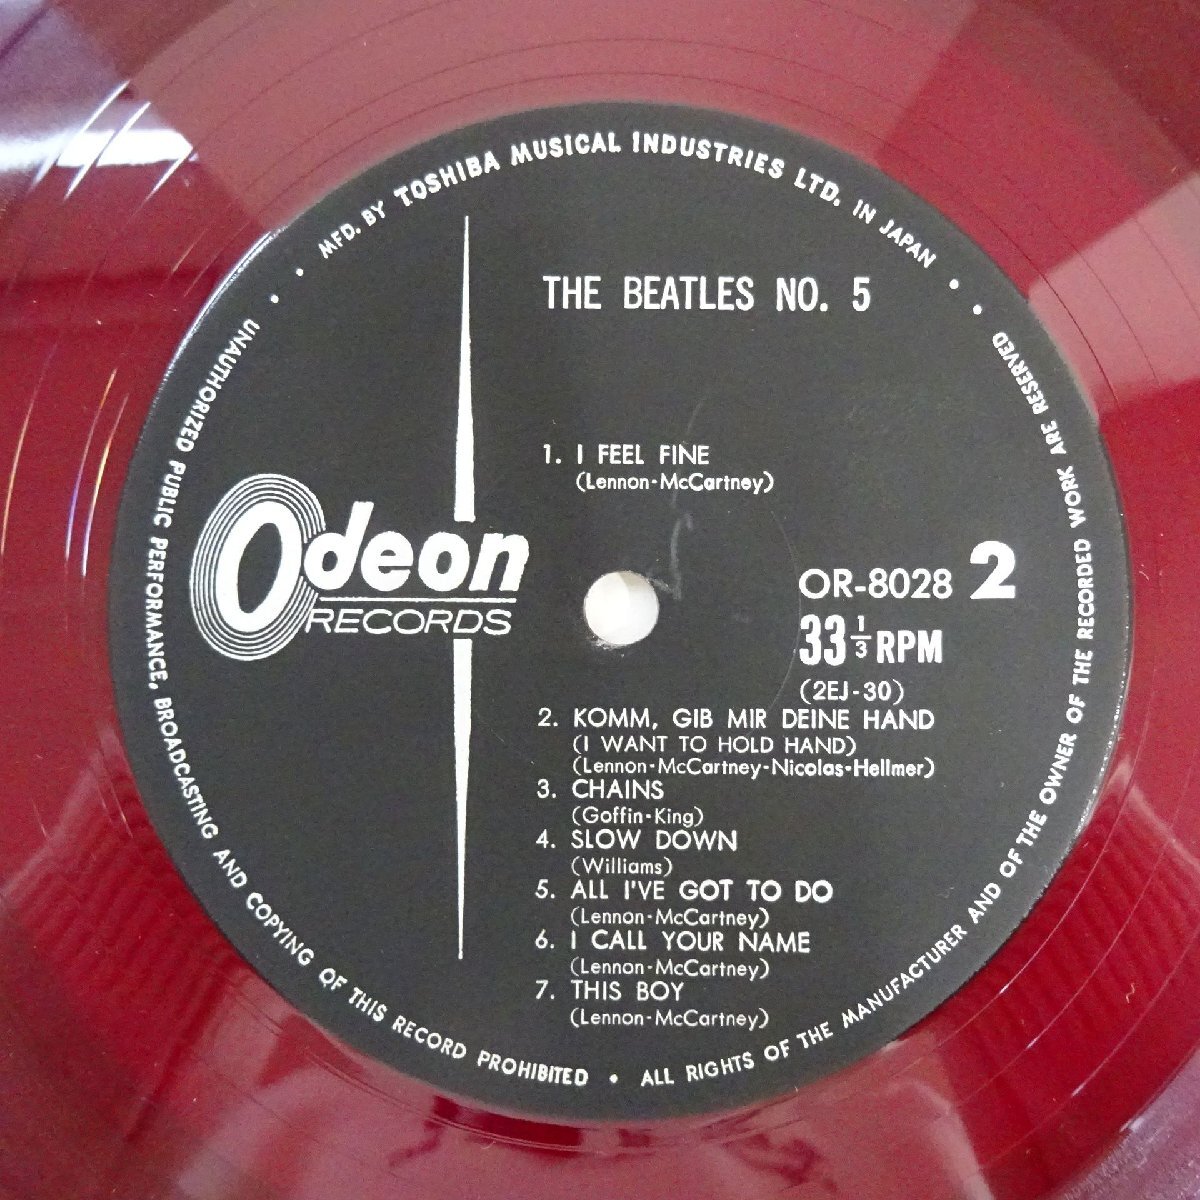 • MFD. BY TOSHIBA MUSICAL INDUSTRIES LTD. IN JAPAN •
THE BEATLES NO. 5
1. I FEEL FINE
(Lennon-McCartney)
Odeon
RECORDS
OR-8028 2
33 1/3 RPM
(2EJ-30)
2. KOMM, GIB MIR DEINE HAND
(I WANT TO HOLD HAND)
(Lennon-McCartney-Nicolas-Hellmer)
3. CHAINS
(Goffin-King)
4. SLOW DOWN
(Williams)
5. ALL I'VE GOT TO DO
(Lennon-McCartney)
6. I CALL YOUR NAME
(Lennon-McCartney)
7. THIS BOY
(Lennon-McCartney)
• UNAUTHORIZED PUBLIC PERFORMANCE, BROADCASTING AND COPYING OF THIS RECORD PROHIBITED • ALL RIGHTS OF THE MANUFACTURER AND OF THE OWNER OF THE RECORDED WORK ARE RESERVED •